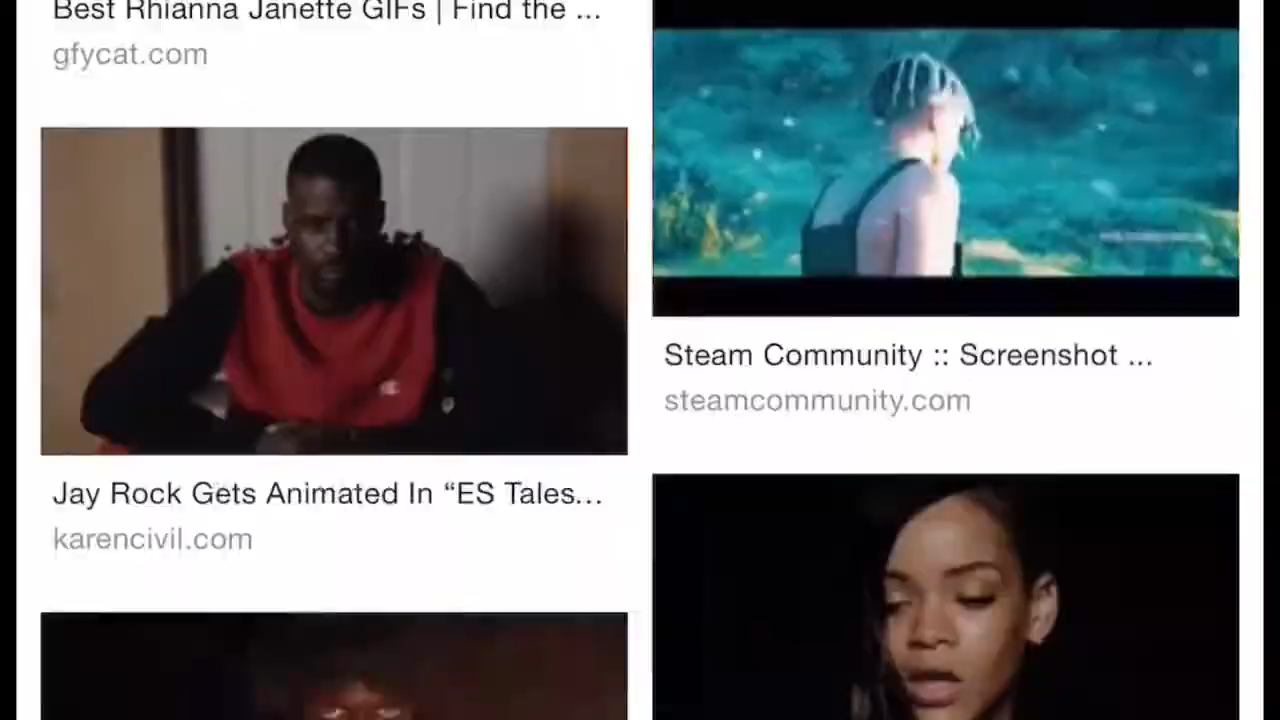 Best Rhianna Janette GIFs | Find the ...
gfycat.com
Jay Rock Gets Animated In “ES Tales...
karencivil.com
Steam Community :: Screenshot ...
steamcommunity.com